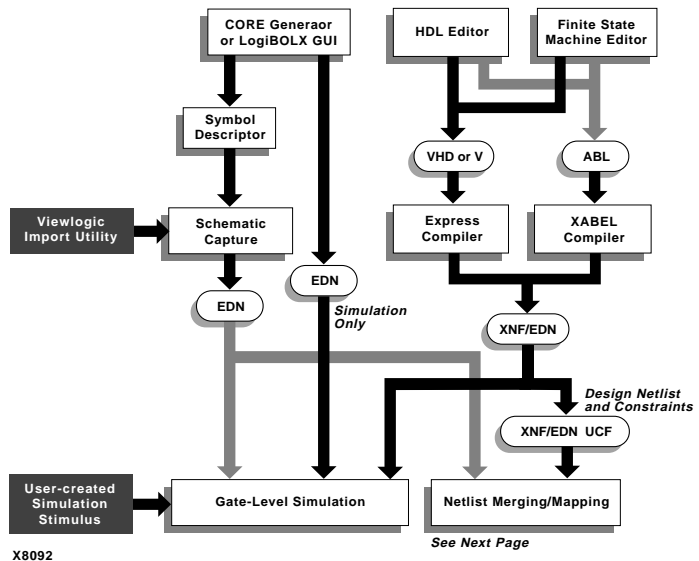 CORE Generaor
or LogiBOLX GUI
HDL Editor
Finite State
Machine Editor
Symbol
Descriptor
VHD or V
ABL
Viewlogic
Import Utility
Schematic
Capture
Express
Compiler
XABEL
Compiler
EDN
EDN
Simulation
Only
XNF/EDN
Design Netlist
and Constraints
XNF/EDN UCF
User-created
Simulation
Stimulus
Gate-Level Simulation
Netlist Merging/Mapping
See Next Page
X8092